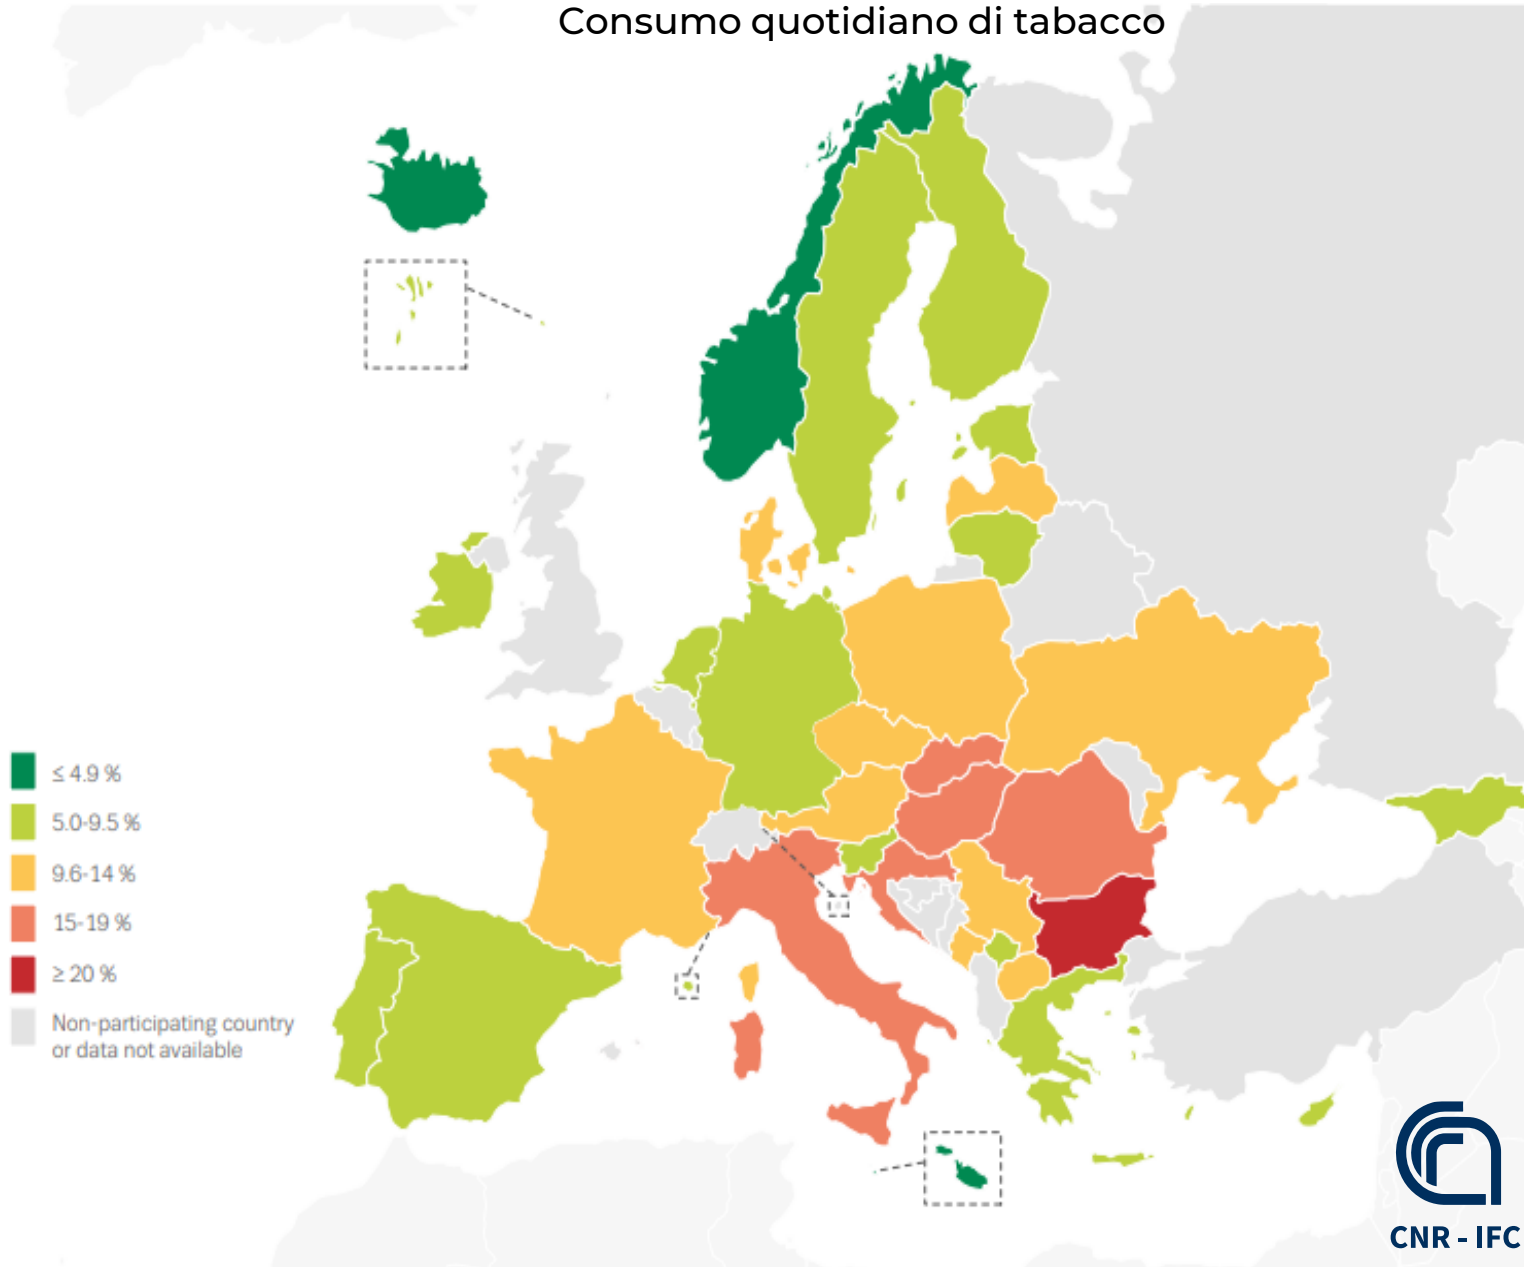 Consumo quotidiano di tabacco
≤ 4.9 %
5.0-9.5 %
9.6-14 %
15-19 %
≥ 20 %
Non-participating country
or data not available
CNR - IFC